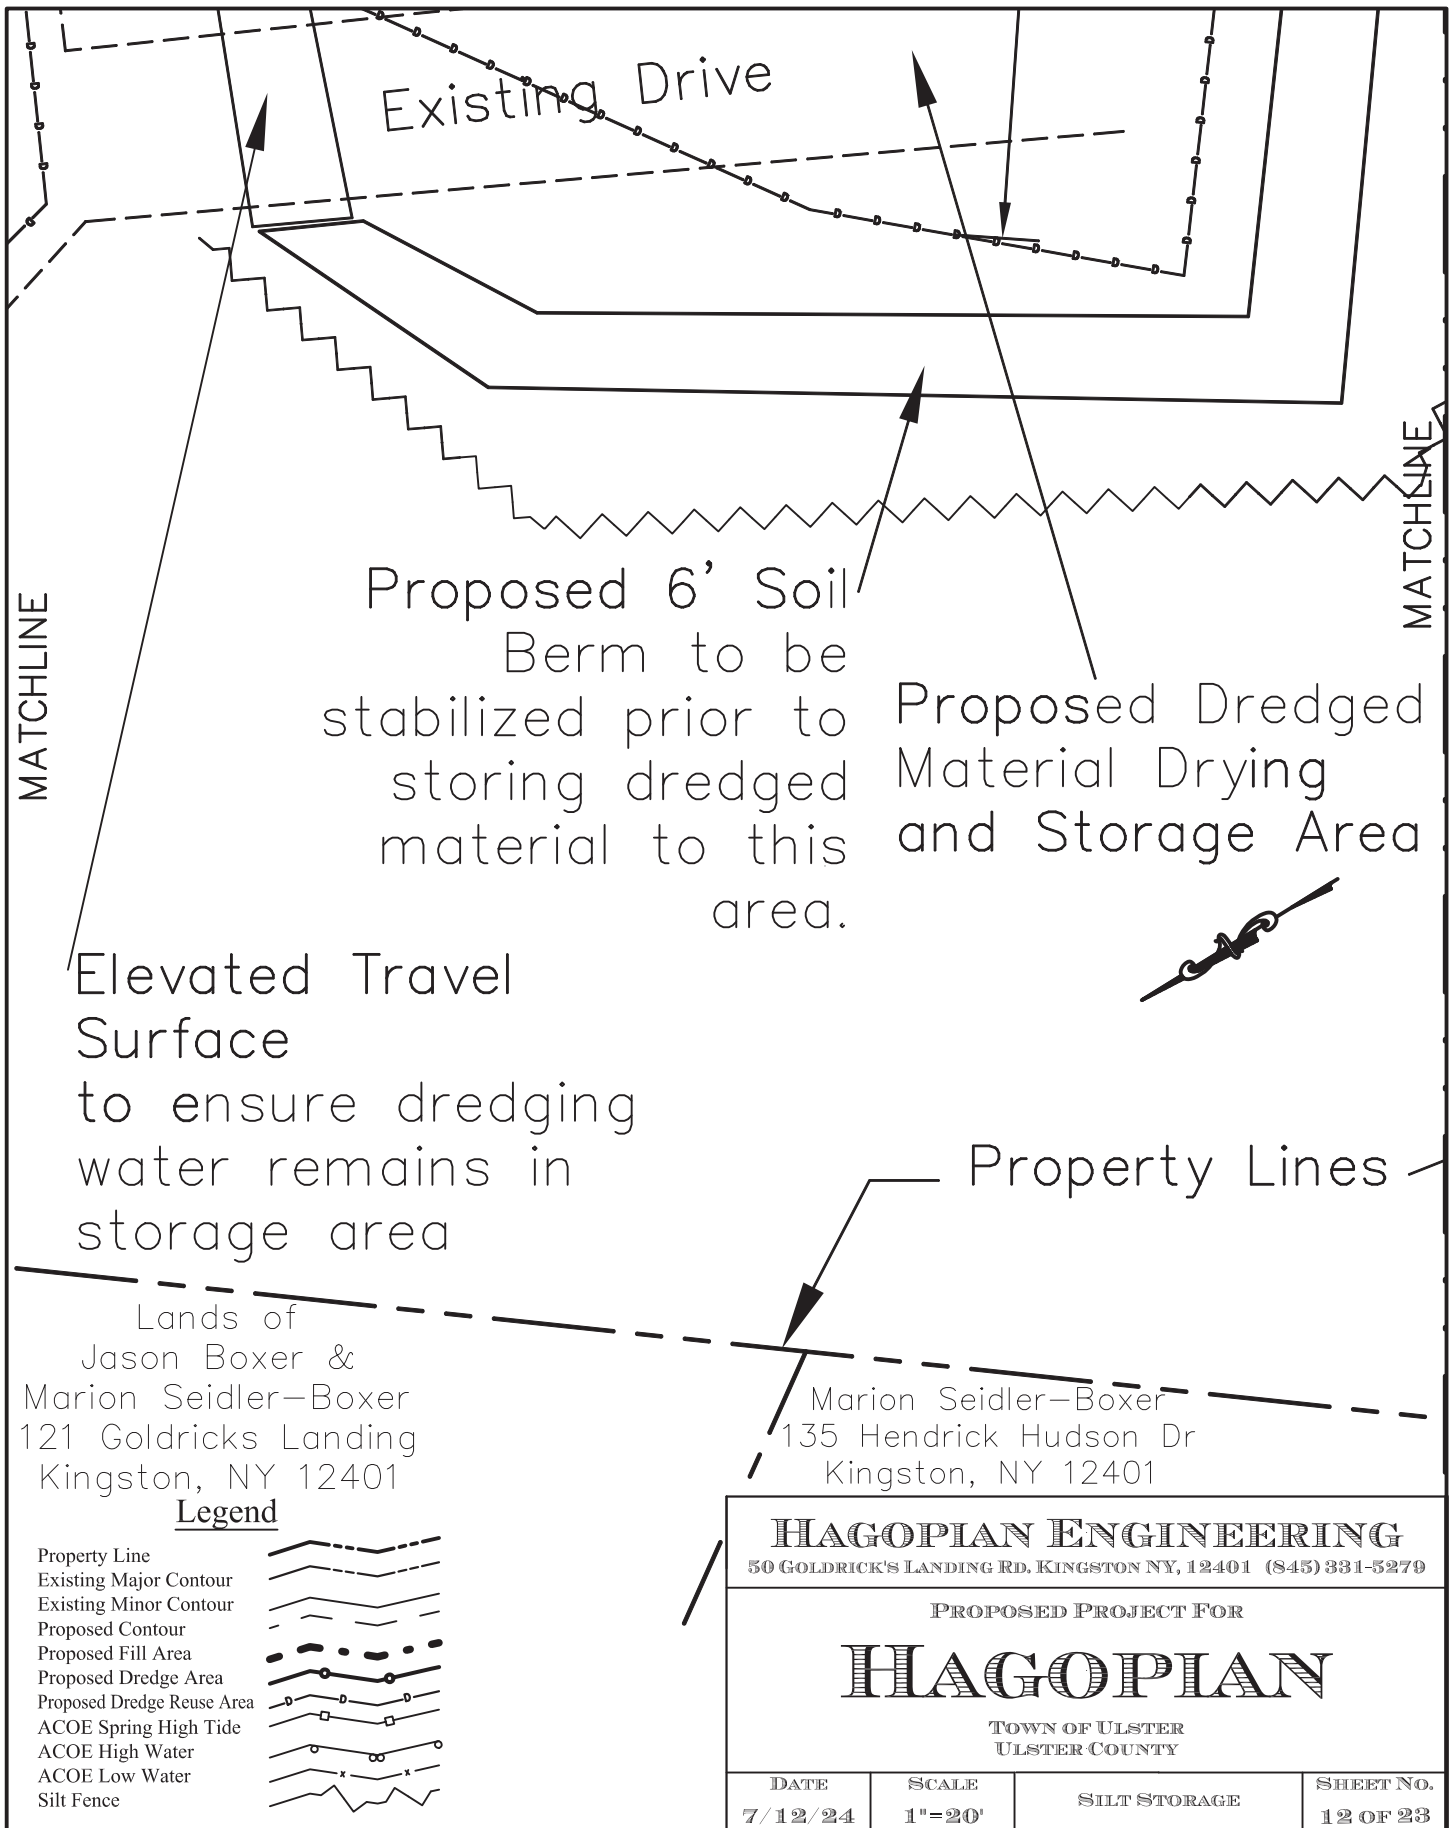 Existing Drive
MATCHLINE
MATCHLINE
Proposed 6' Soil
Berm to be
stabilized prior to
storing dredged
material to this
area.
Proposed Dredged
Material Drying
and Storage Area
Elevated Travel
Surface
to ensure dredging
water remains in
storage area
Property Lines
Lands of
Jason Boxer &
Marion Seidler-Boxer
121 Goldricks Landing
Kingston, NY 12401
Marion Seidler-Boxer
135 Hendrick Hudson Dr
Kingston, NY 12401
Legend
Property Line
Existing Major Contour
Existing Minor Contour
Proposed Contour
Proposed Fill Area
Proposed Dredge Area
Proposed Dredge Reuse Area
ACOE Spring High Tide
ACOE High Water
ACOE Low Water
Silt Fence
HAGOPIAN ENGINEERING
50 GOLDRICK'S LANDING RD. KINGSTON NY, 12401 (845) 331-5279
PROPOSED PROJECT FOR
HAGOPIAN
TOWN OF ULSTER
ULSTER COUNTY
DATE
7/12/24
SCALE
1"=20'
SILT STORAGE
SHEET NO.
12 OF 23